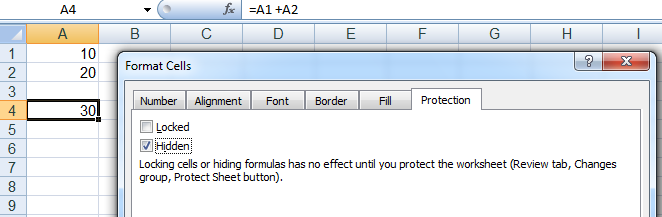 A4 fx =A1 +A2
A B C D E F G H I
1 10
2 20
3
4 30
5
6
7
8
9
Format Cells ?
Number Alignment Font Border Fill Protection
Locked
Hidden
Locking cells or hiding formulas has no effect until you protect the worksheet (Review tab, Changes
group, Protect Sheet button).